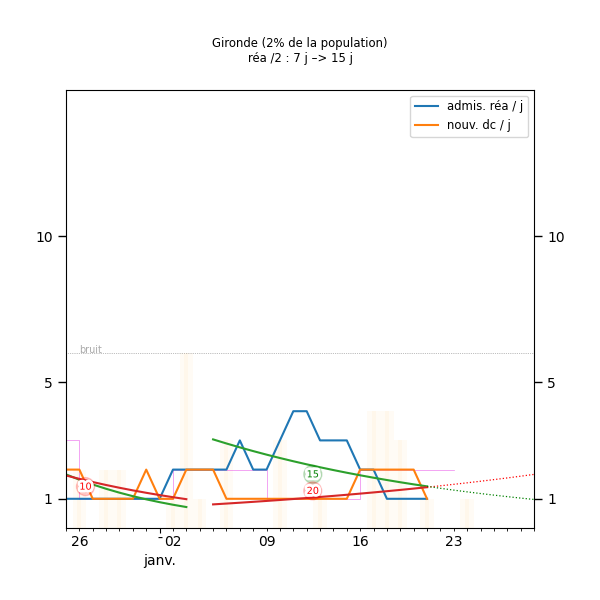 Gironde (2% de la population)
réa /2 : 7 j –> 15 j
admis. réa / j
nouv. dc / j
10
10
bruit
5
5
15
10
20
1
1
26
02
09
16
23
janv.